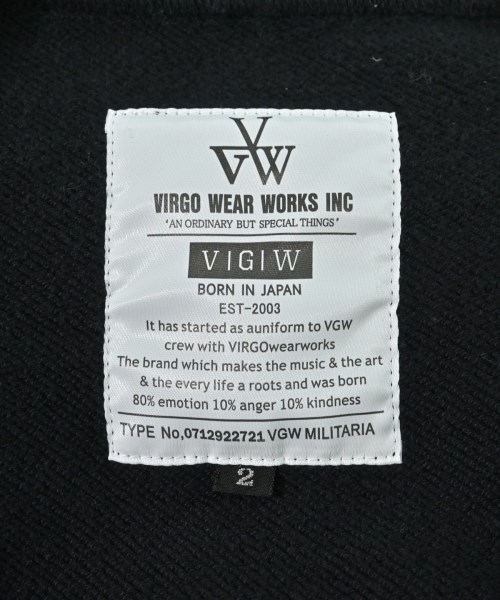 VGW
VIRGO WEAR WORKS INC
"AN ORDINARY BUT SPECIAL THINGS"
V|G|W
BORN IN JAPAN
EST-2003
It has started as auniform to VGW
crew with VIRGOwearworks
The brand which makes the music & the art
& the every life a roots and was born
80% emotion 10% anger 10% kindness
TYPE No,0712922721 VGW MILITARIA
2